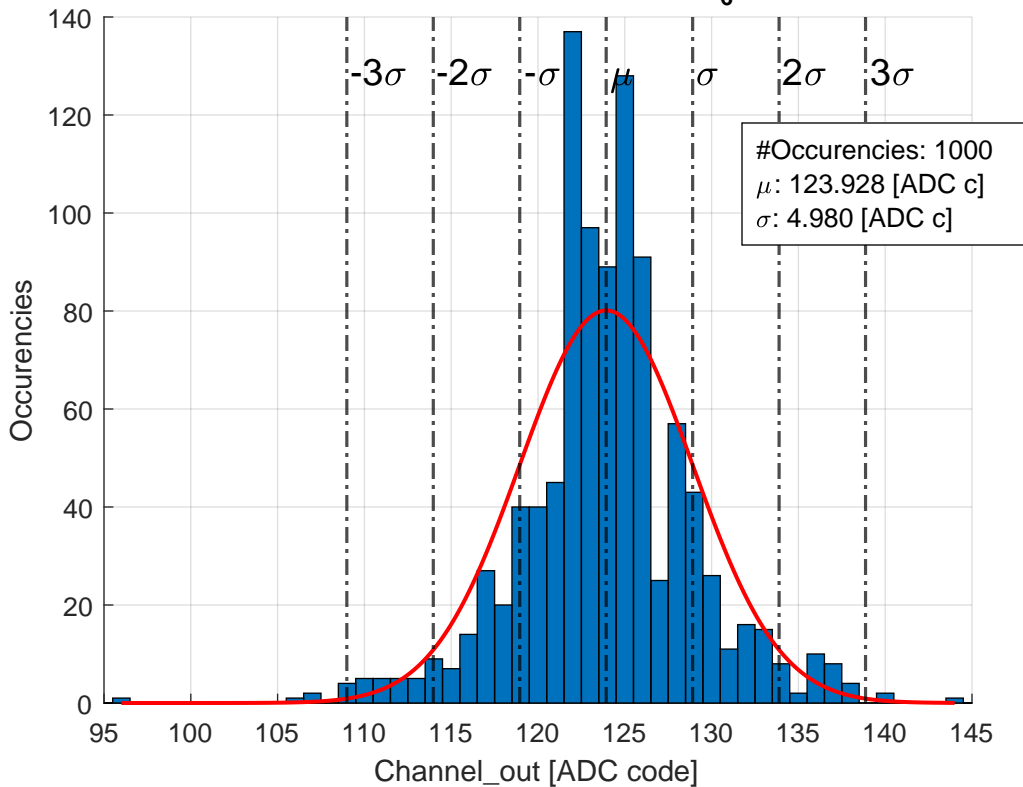 140
120
100
80
60
40
20
0
-3σ
-2σ
-σ
μ
σ
2σ
3σ
#Occurencies: 1000
μ: 123.928 [ADC c]
σ: 4.980 [ADC c]
Occurencies
95 100 105 110 115 120 125 130 135 140 145
Channel_out [ADC code]